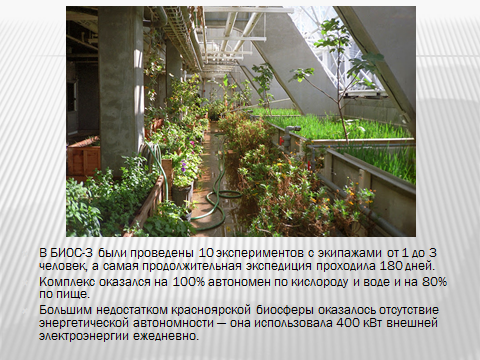 В БИОС-3 были проведены 10 экспериментов с экипажами от 1 до 3
человек, а самая продолжительная экспедиция проходила 180 дней.
Комплекс оказался на 100% автономен по кислороду и воде и на 80%
по пище.
Большим недостатком красноярской биосферы оказалось отсутствие
энергетической автономности — она использовала 400 кВт внешней
электроэнергии ежедневно.